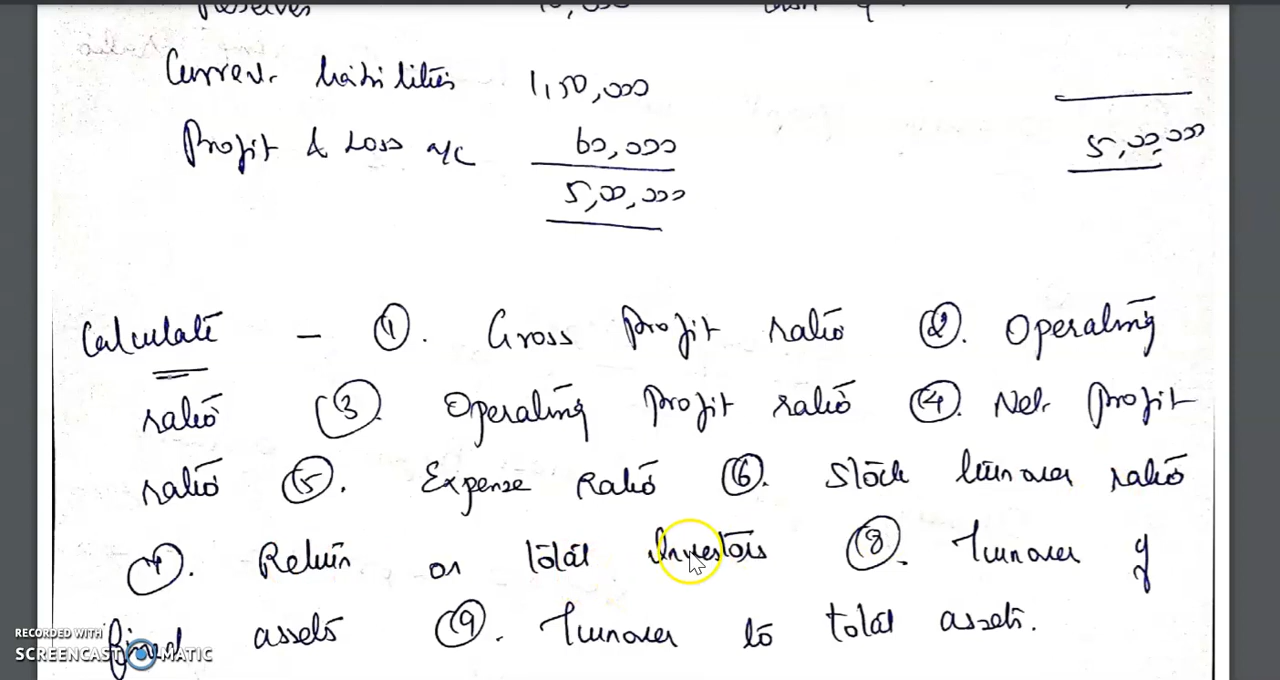 Reserves
Current liabilities 1,50,000
Profit & Loss a/c 60,000 5,00,000
5,00,000
Calculate - ①. Gross Profit ratio ②. Operating
ratio ③. Operating Profit ratio ④. Net Profit
ratio ⑤. Expense Ratio ⑥. Stock turnover ratio
⑦. Return on total Investors ⑧. Turnover of
fixed assets ⑨. Turnover to total assets.
RECORDED WITH
SCREENCAST-O-MATIC